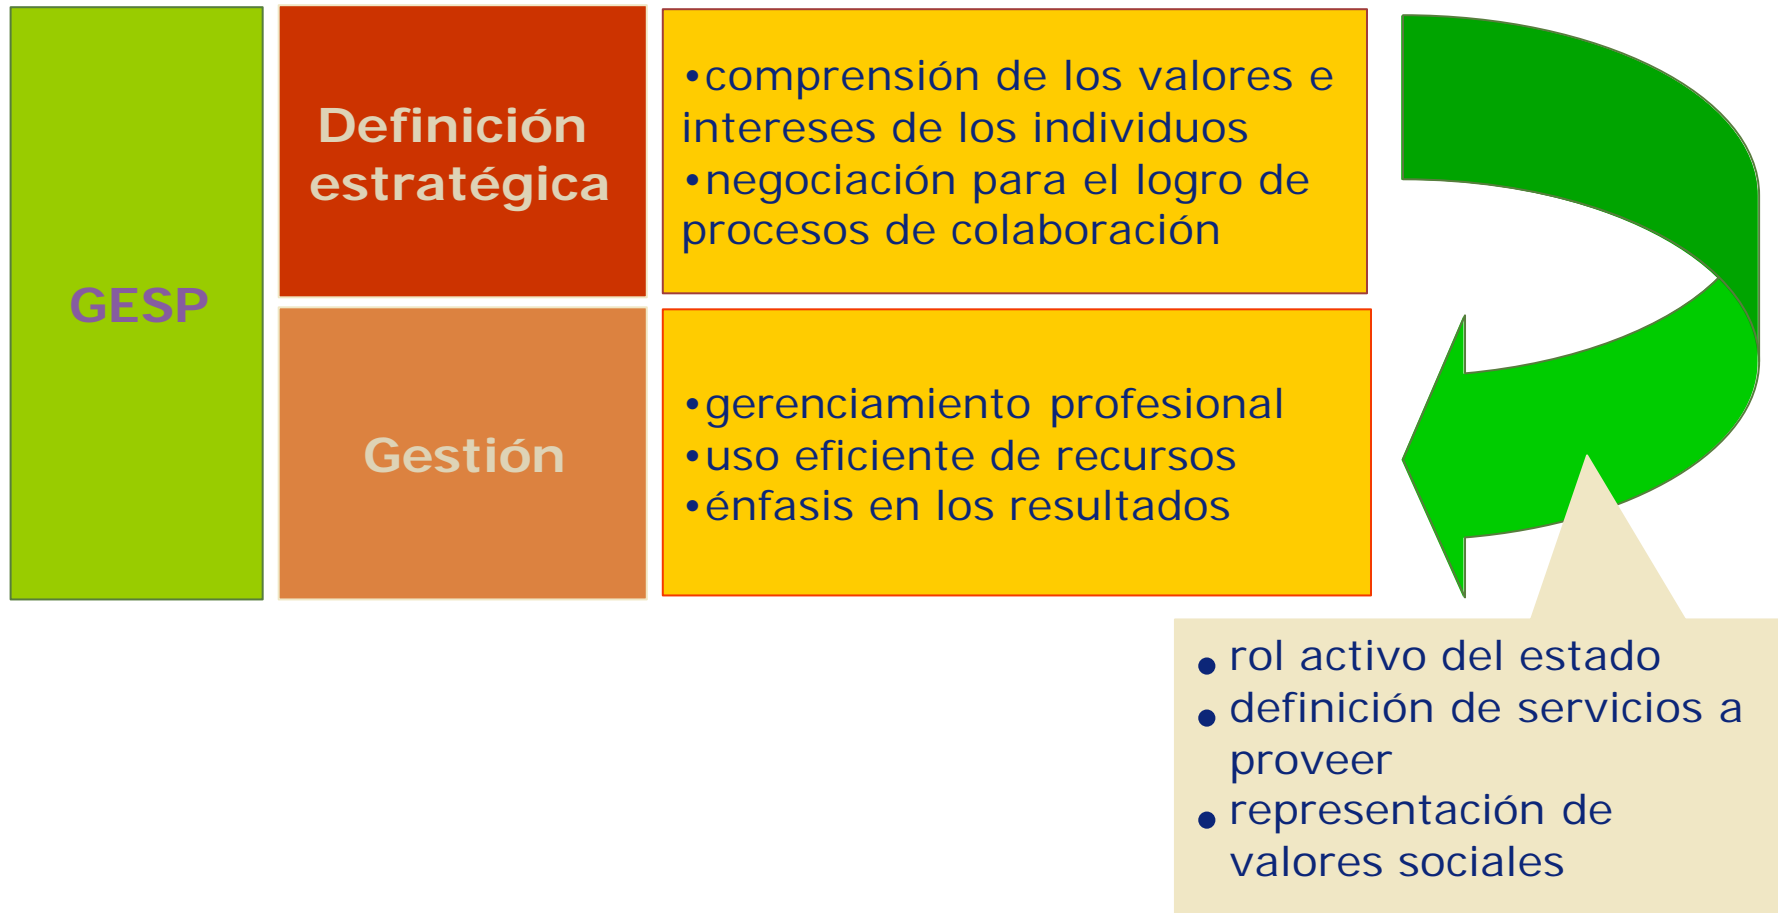 GESP
Definición
estratégica
•comprensión de los valores e
intereses de los individuos
•negociación para el logro de
procesos de colaboración
Gestión
•gerenciamiento profesional
•uso eficiente de recursos
•énfasis en los resultados
• rol activo del estado
• definición de servicios a
proveer
• representación de
valores sociales